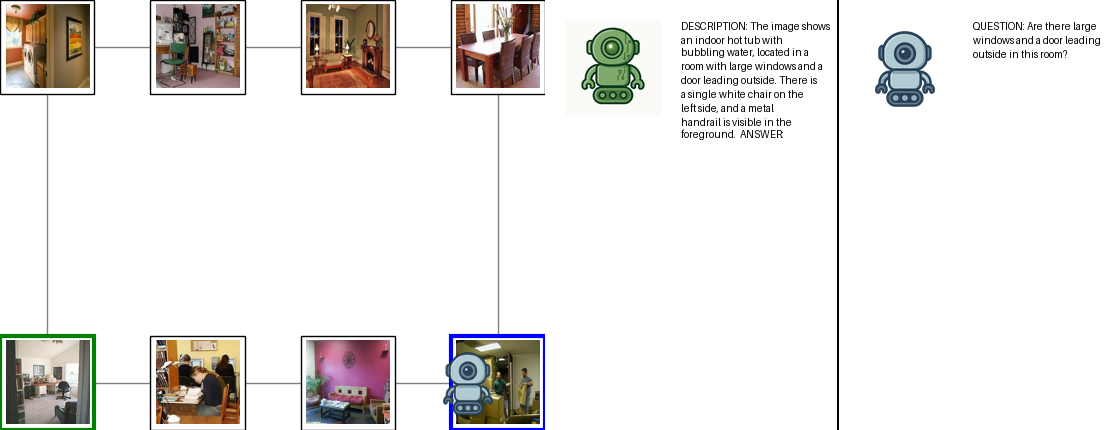 DESCRIPTION: The image shows
an indoor hot tub with
bubbling water, located in a
room with large windows and a
door leading outside. There is
a single white chair on the
left side, and a metal
handrail is visible in the
foreground. ANSWER
QUESTION: Are there large
windows and a door leading
outside in this room?